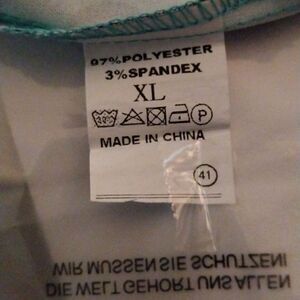 97% POLYESTER
3% SPANDEX
XL
P
MADE IN CHINA
41
DIE WELT GEHORT UNS ALLEN
WIR MUSSEN SIE SCHUTZEN!